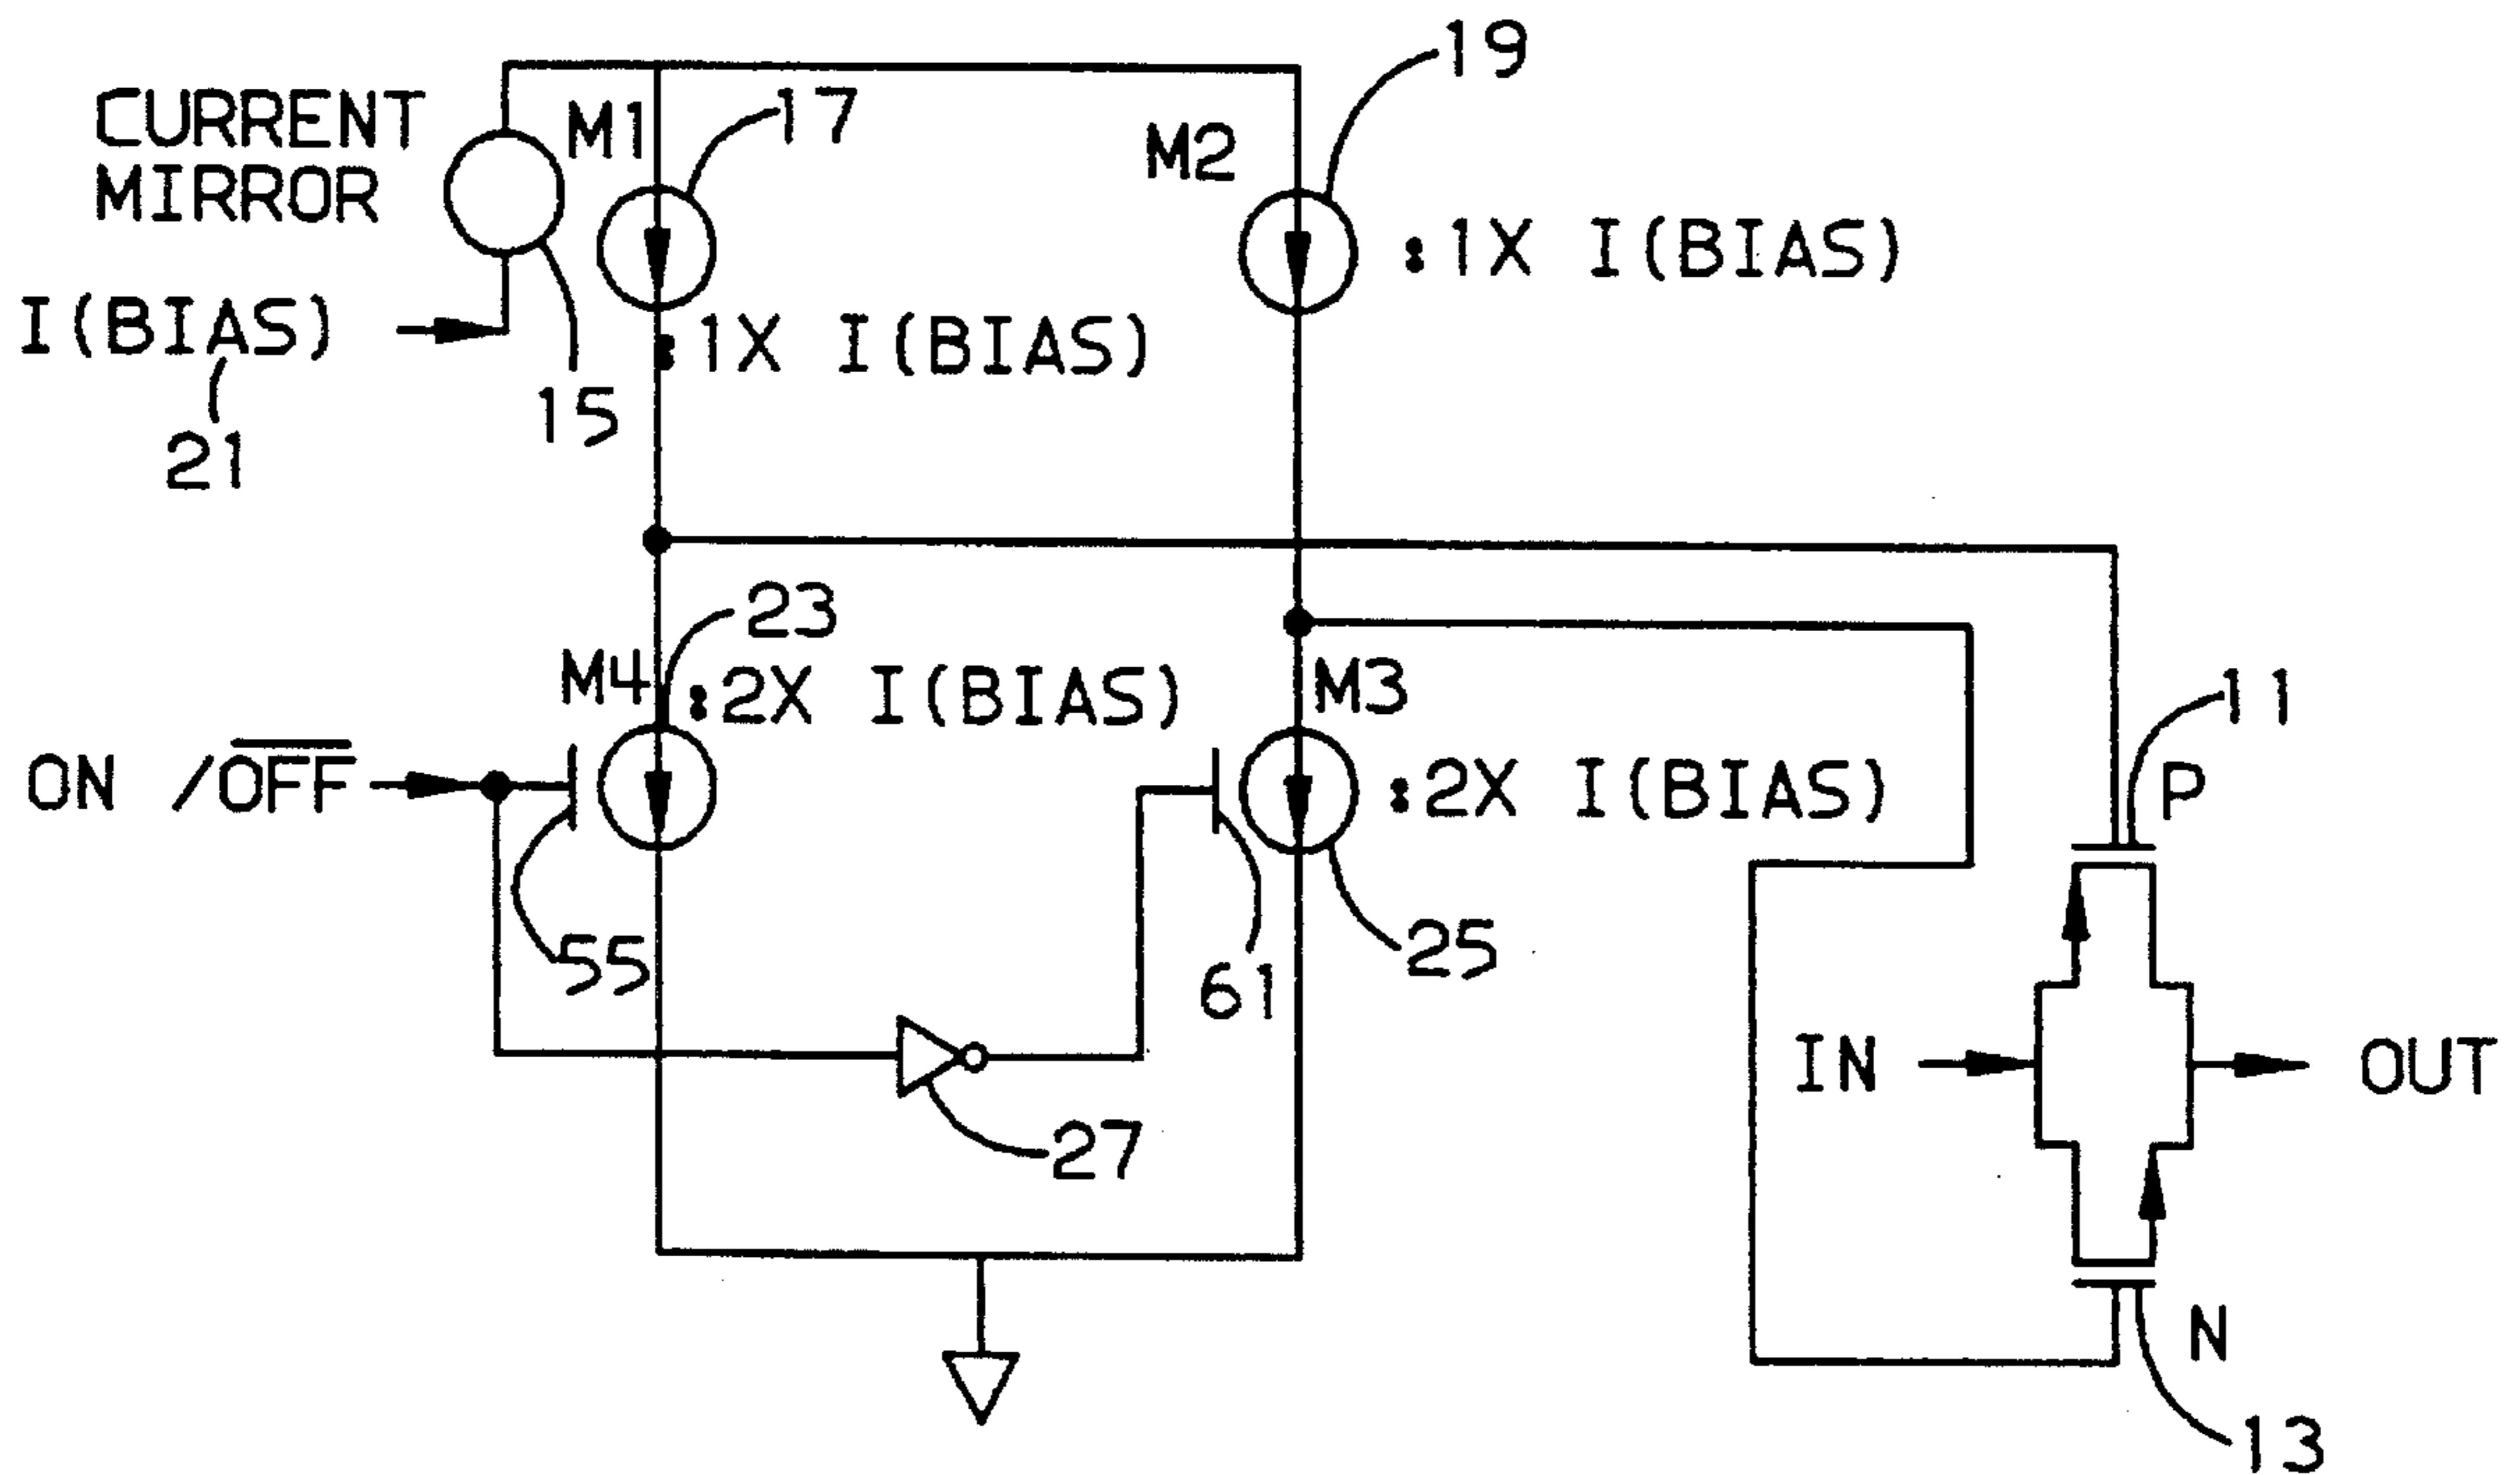 19
CURRENT
MIRROR
M1
17
M2
:1X I(BIAS)
I(BIAS)
:1X I(BIAS)
15
21
23
M4
:2X I(BIAS)
M3
11
P
ON /OFF
:2X I(BIAS)
55
61
25
IN
OUT
27
N
13